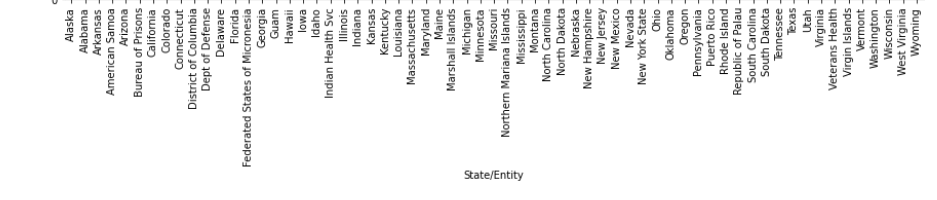 Alaska
Alabama
Arkansas
American Samoa
Arizona
Bureau of Prisons
California
Colorado
Connecticut
District of Columbia
Dept of Defense
Delaware
Florida
Federated States of Micronesia
Georgia
Guam
Hawaii
Iowa
Idaho
Indian Health Svc
Illinois
Indiana
Kansas
Kentucky
Louisiana
Massachusetts
Maryland
Maine
Marshall Islands
Michigan
Minnesota
Missouri
Northern Mariana Islands
Mississippi
Montana
North Carolina
North Dakota
Nebraska
New Hampshire
New Jersey
New Mexico
Nevada
New York State
Ohio
Oklahoma
Oregon
Pennsylvania
Puerto Rico
Rhode Island
Republic of Palau
South Carolina
South Dakota
Tennessee
Texas
Utah
Virginia
Veterans Health
Virgin Islands
Vermont
Washington
Wisconsin
West Virginia
Wyoming
State/Entity